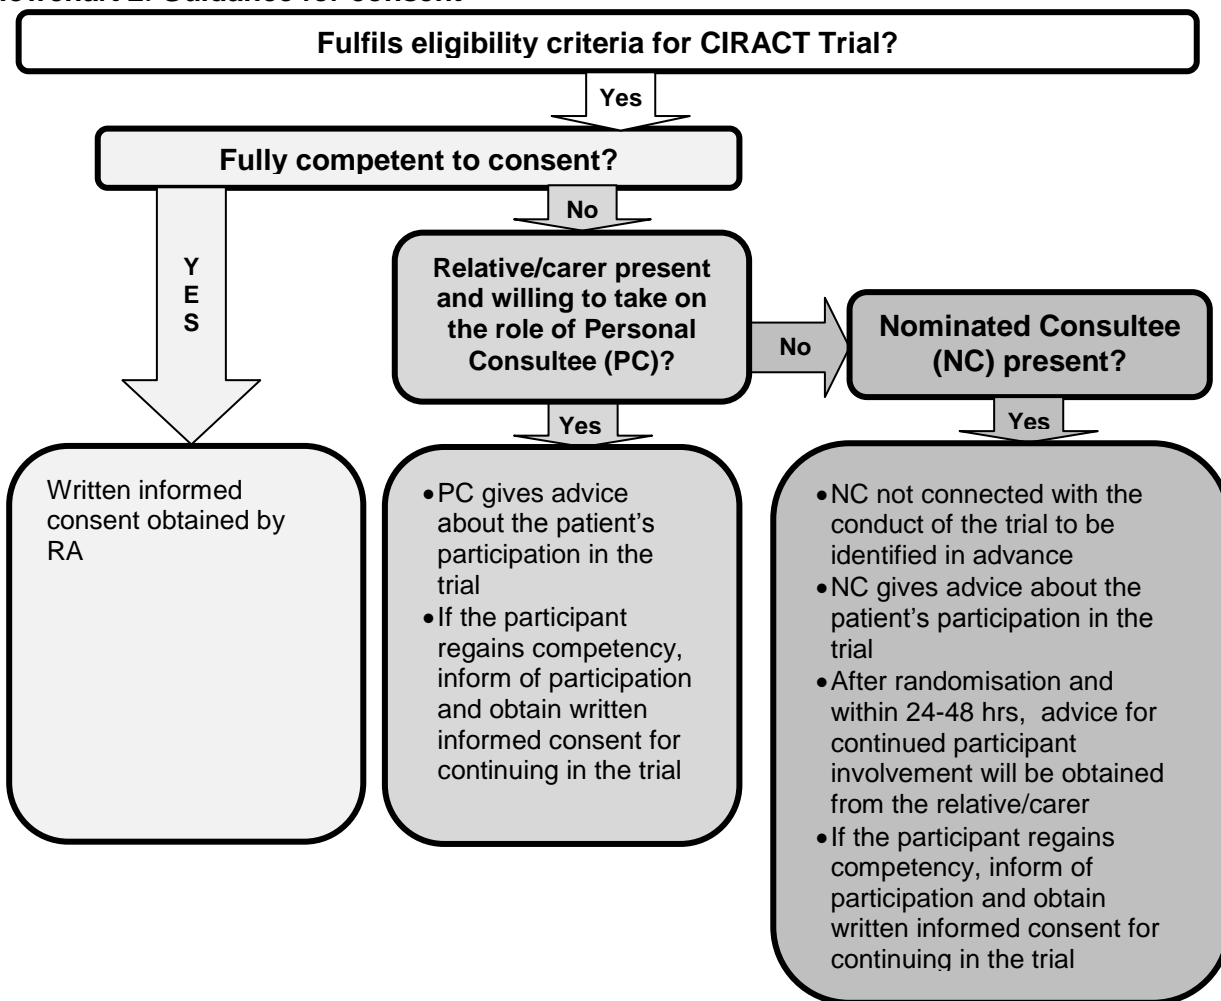 Flowchart 2: Guidance for consent
Fulfils eligibility criteria for CIRACT Trial?
Yes
Fully competent to consent?
No
Y
E
S
Relative/carer present
and willing to take on
the role of Personal
Consultee (PC)?
No
Nominated Consultee
(NC) present?
Yes
Yes
Written informed
consent obtained by
RA
•PC gives advice
about the patient's
participation in the
trial
•If the participant
regains competency,
inform of participation
and obtain written
informed consent for
continuing in the trial
•NC not connected with the
conduct of the trial to be
identified in advance
•NC gives advice about the
patient's participation in the
trial
•After randomisation and
within 24-48 hrs,  advice for
continued participant
involvement will be obtained
from the relative/carer
•If the participant regains
competency, inform of
participation and obtain
written informed consent for
continuing in the trial